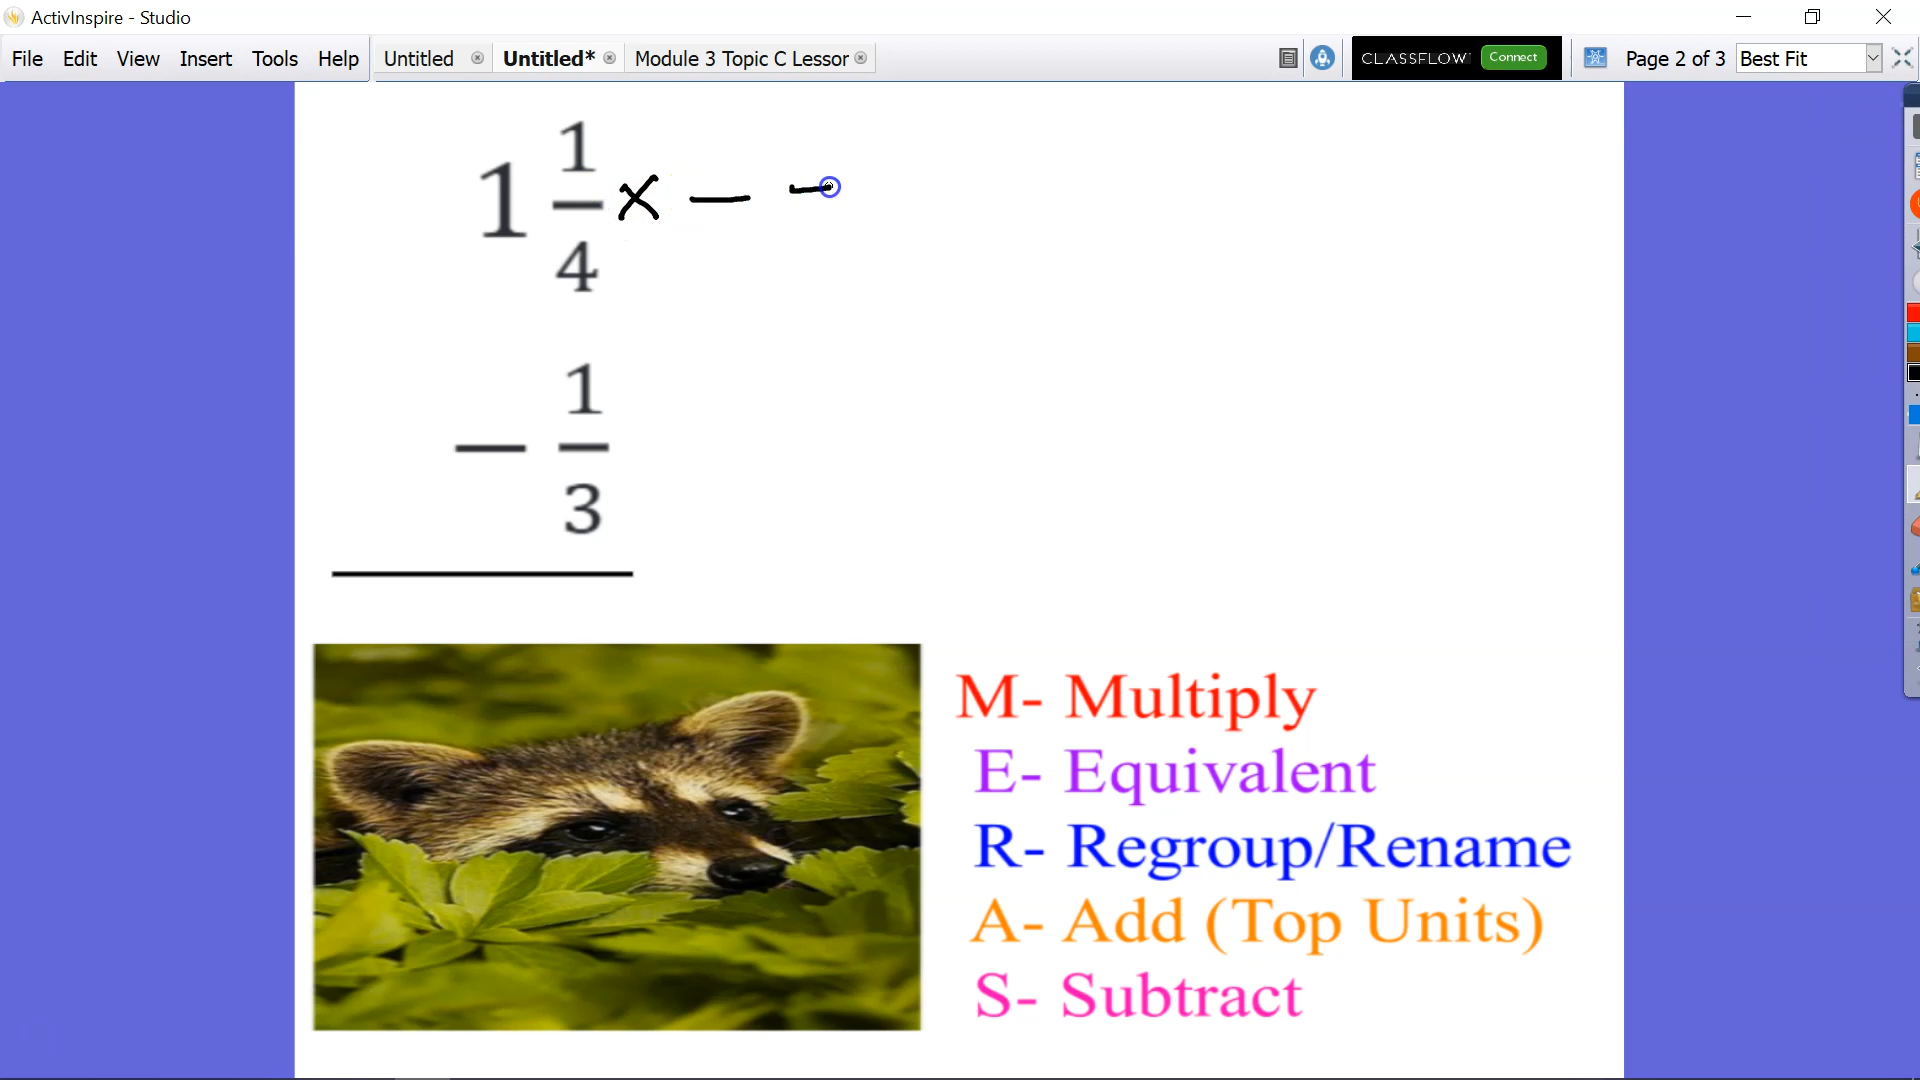 ActivInspire - Studio
File Edit View Insert Tools Help Untitled Untitled* Module 3 Topic C Lessor CLASSFLOW Connect Page 2 of 3 Best Fit
1 1/4 × — –
— 1/3
M- Multiply
E- Equivalent
R- Regroup/Rename
A- Add (Top Units)
S- Subtract